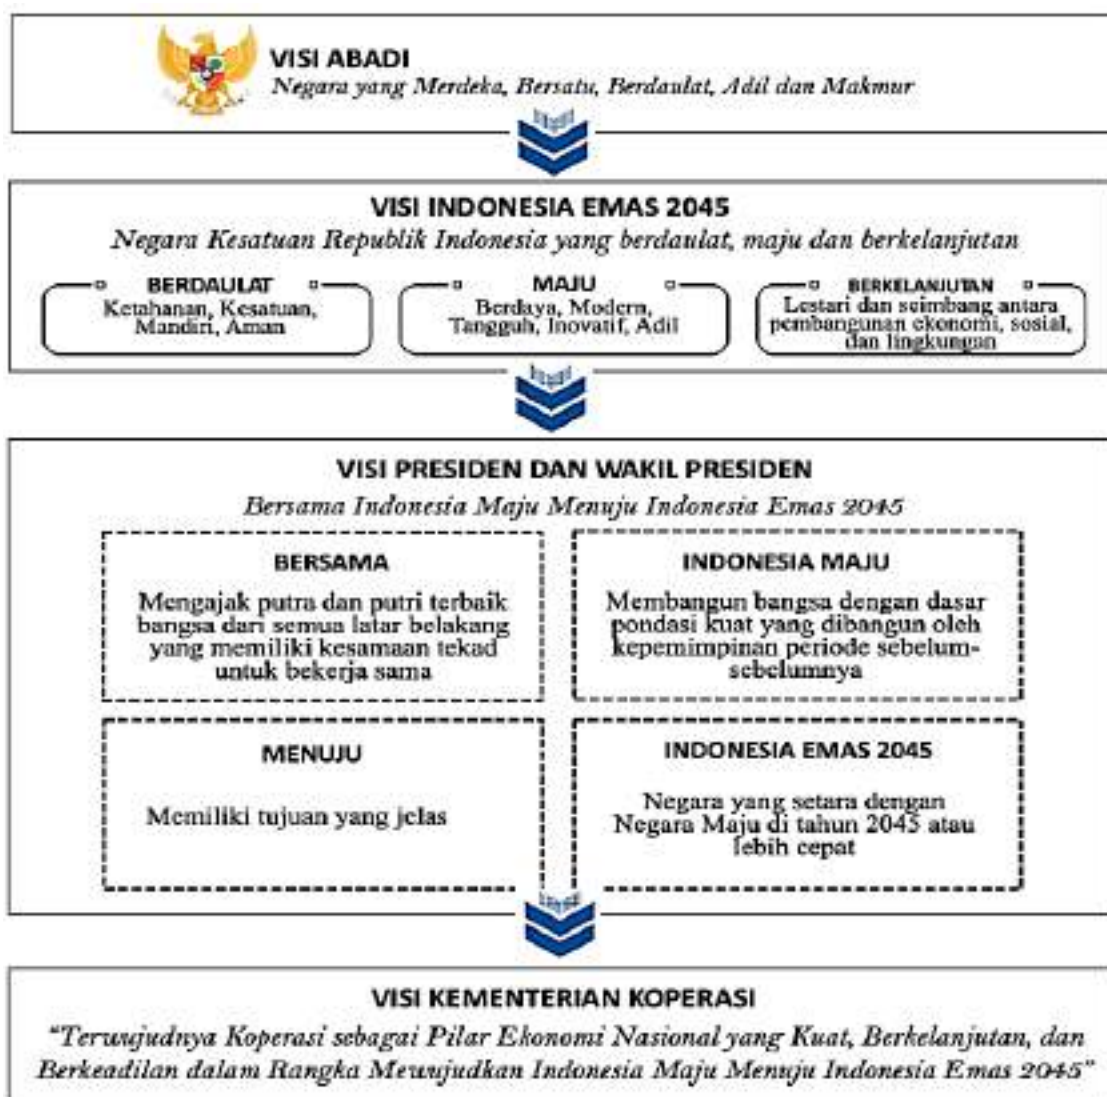 VISI ABADI
Negara yang Merdeka, Bersatu, Berdaulat, Adil dan Makmur
VISI INDONESIA EMAS 2045
Negara Kesatuan Republik Indonesia yang berdaulat, maju dan berkelanjutan
BERDAULAT
Ketahanan, Kesatuan,
Mandiri, Aman
MAJU
Berdaya, Modern,
Tangguh, Inovatif, Adil
BERKELANJUTAN
Lestari dan seimbang antara
pembangunan ekonomi, sosial,
dan lingkungan
VISI PRESIDEN DAN WAKIL PRESIDEN
Bersama Indonesia Maju Menuju Indonesia Emas 2045
BERSAMA
Mengajak putra dan putri terbaik
bangsa dari semua latar belakang
yang memiliki kesamaan tekad
untuk bekerja sama
INDONESIA MAJU
Membangun bangsa dengan dasar
pondasi kuat yang dibangun oleh
kepemimpinan periode sebelum-
sebelumnya
MENUJU
Memiliki tujuan yang jelas
INDONESIA EMAS 2045
Negara yang setara dengan
Negara Maju di tahun 2045 atau
lebih cepat
VISI KEMENTERIAN KOPERASI
"Terwujudnya Koperasi sebagai Pilar Ekonomi Nasional yang Kuat, Berkelanjutan, dan
Berkeadilan dalam Rangka Mewujudkan Indonesia Maju Menuju Indonesia Emas 2045"